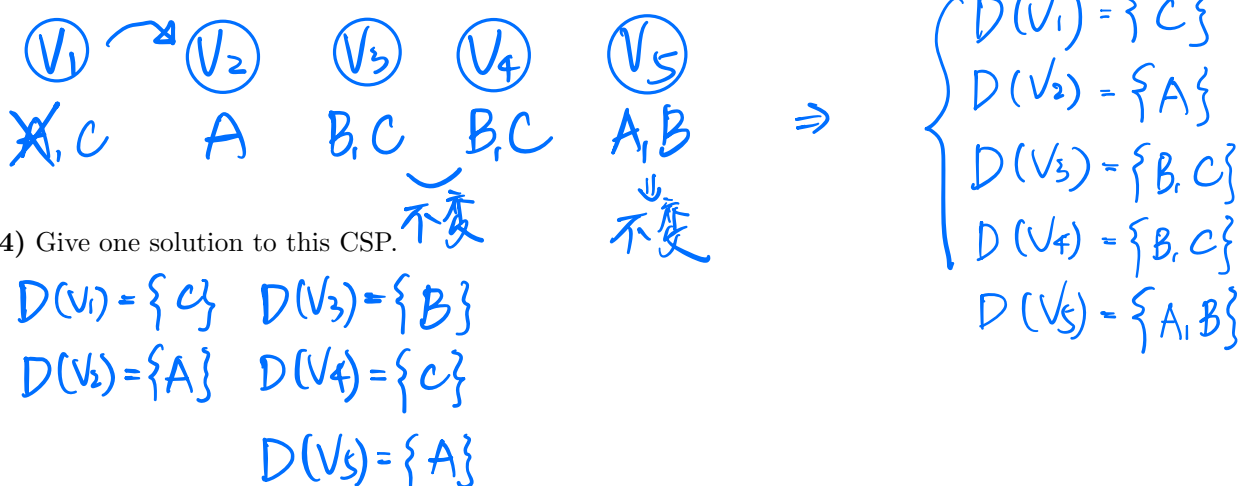 V₁ V₂ V₃ V₄ V₅
A, C A B, C B, C A, B ⇒
D(V₁) = { C }
D(V₂) = { A }
D(V₃) = { B, C }
D(V₄) = { B, C }
D(V₅) = { A, B }
不变 ⇓ 不变
4) Give one solution to this CSP.
D(V₁) = { C } D(V₃) = { B }
D(V₂) = { A } D(V₄) = { C }
D(V₅) = { A }